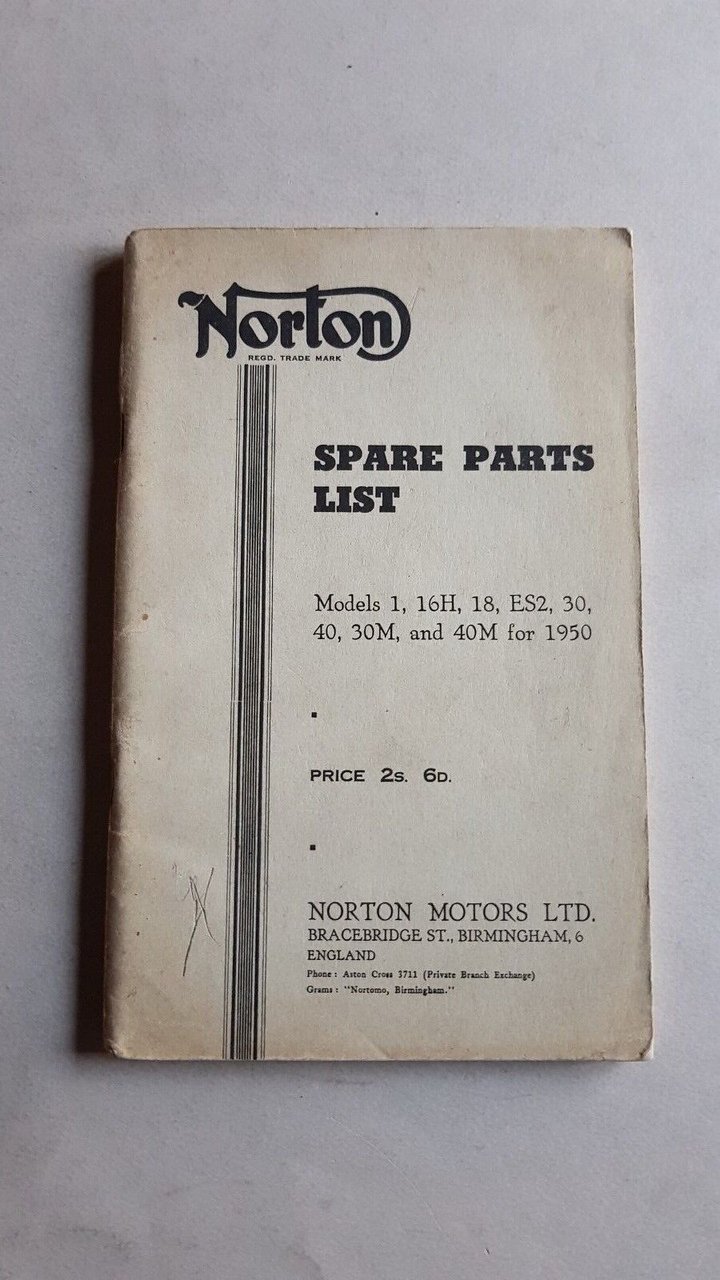 Norton
REGD. TRADE MARK
SPARE PARTS
LIST
Models 1, 16H, 18, ES2, 30,
40, 30M, and 40M for 1950
PRICE 2S. 6D.
NORTON MOTORS LTD.
BRACEBRIDGE ST., BIRMINGHAM, 6
ENGLAND
Phone : Aston Cross 3711 (Private Branch Exchange)
Grams : "Nortomo, Birmingham."